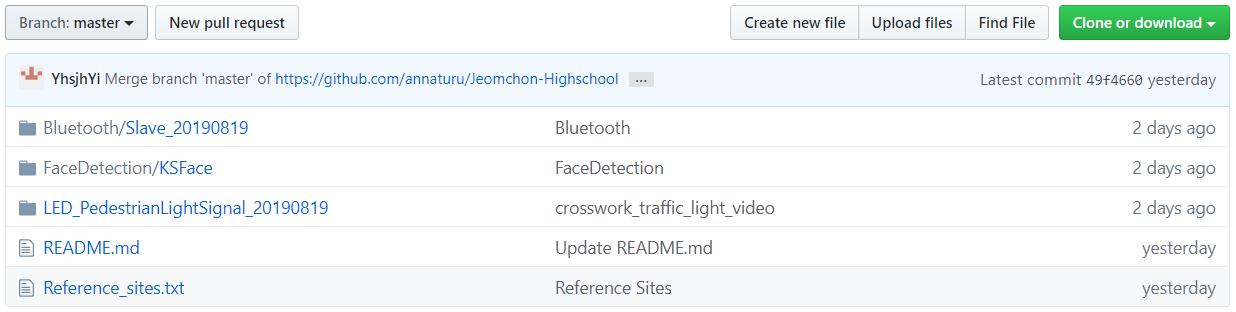 Branch: master New pull request Create new file Upload files Find File Clone or download
YhsjhYi Merge branch 'master' of https://github.com/annaturu/Jeomchon-Highschool ... Latest commit 49f4660 yesterday
Bluetooth/Slave_20190819 Bluetooth 2 days ago
FaceDetection/KSFace FaceDetection 2 days ago
LED_PedestrianLightSignal_20190819 crosswork_traffic_light_video 2 days ago
README.md Update README.md yesterday
Reference_sites.txt Reference Sites yesterday